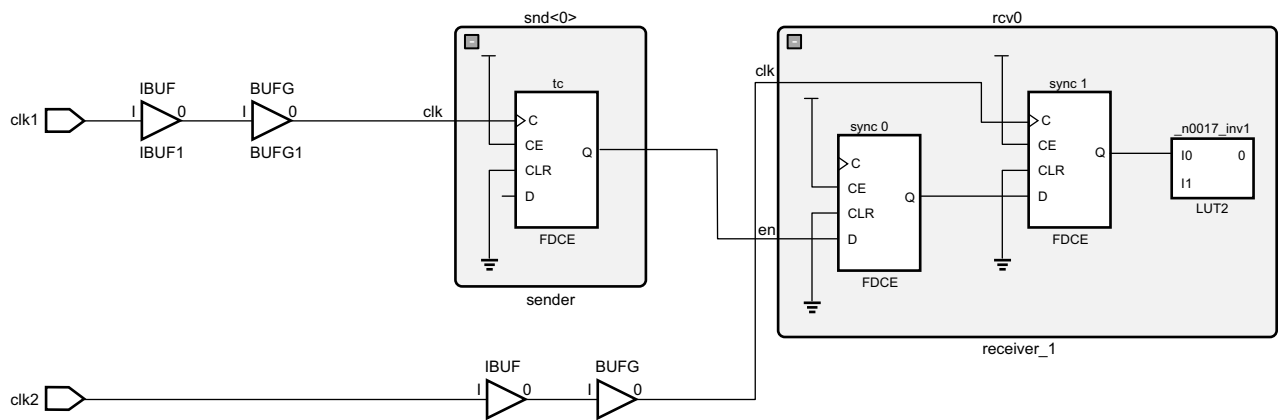 snd<0>
rcv0
-
-
clk
IBUF
BUFG
tc
sync 1
clk1
I
0
I
0
clk
C
C
sync 0
_n0017_inv1
IBUF1
BUFG1
CE
Q
CE
Q
I0
0
CLR
C
CLR
I1
D
CE
Q
D
LUT2
CLR
FDCE
en
D
FDCE
FDCE
sender
receiver_1
IBUF
BUFG
clk2
I
0
I
0